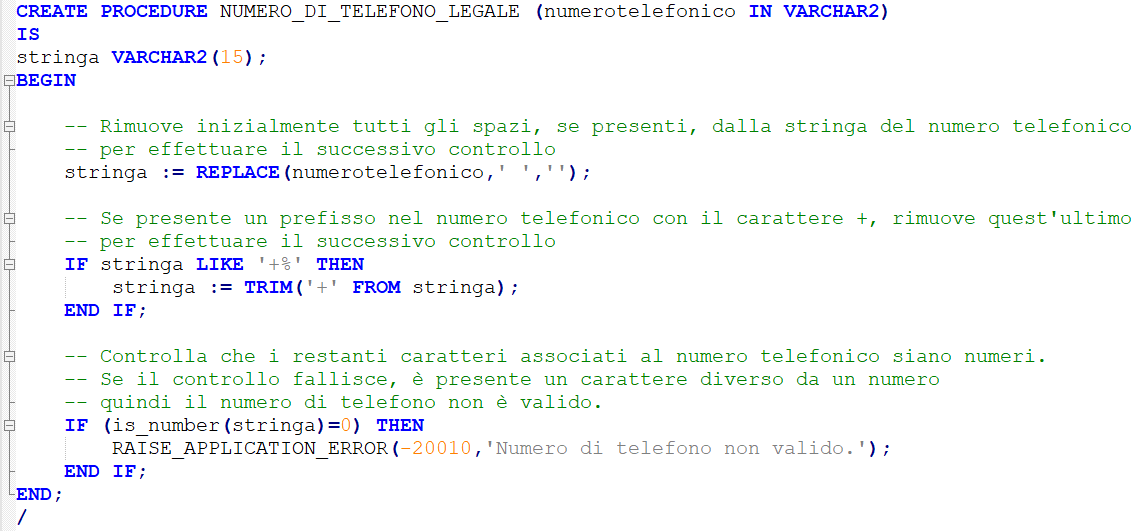 CREATE PROCEDURE NUMERO_DI_TELEFONO_LEGALE (numerotelefonico IN VARCHAR2)
IS
stringa VARCHAR2(15);
BEGIN
-- Rimuove inizialmente tutti gli spazi, se presenti, dalla stringa del numero telefonico
-- per effettuare il successivo controllo
stringa := REPLACE(numerotelefonico,' ','');
-- Se presente un prefisso nel numero telefonico con il carattere +, rimuove quest'ultimo
-- per effettuare il successivo controllo
IF stringa LIKE '+%' THEN
stringa := TRIM('+' FROM stringa);
END IF;
-- Controlla che i restanti caratteri associati al numero telefonico siano numeri.
-- Se il controllo fallisce, è presente un carattere diverso da un numero
-- quindi il numero di telefono non è valido.
IF (is_number(stringa)=0) THEN
RAISE_APPLICATION_ERROR(-20010,'Numero di telefono non valido.');
END IF;
END;
/